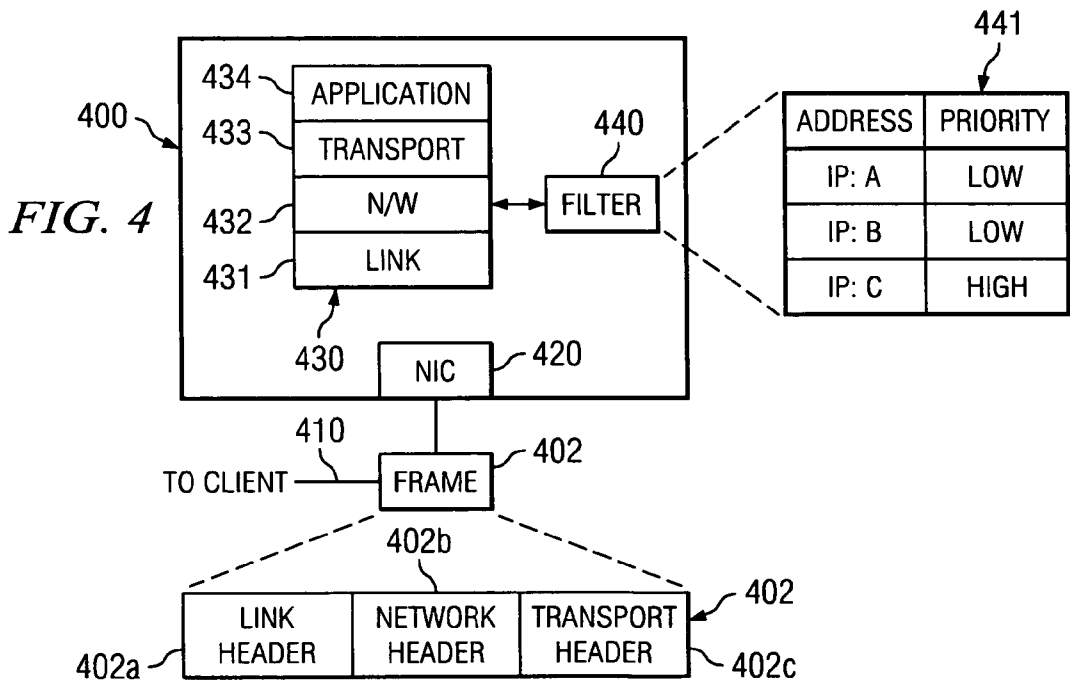 FIG. 4
400
434
433
432
431
APPLICATION
TRANSPORT
N/W
LINK
430
440
FILTER
441
ADDRESS PRIORITY
IP: A LOW
IP: B LOW
IP: C HIGH
NIC
420
410
TO CLIENT
FRAME
402
402b
LINK HEADER
NETWORK HEADER
TRANSPORT HEADER
402
402a
402c